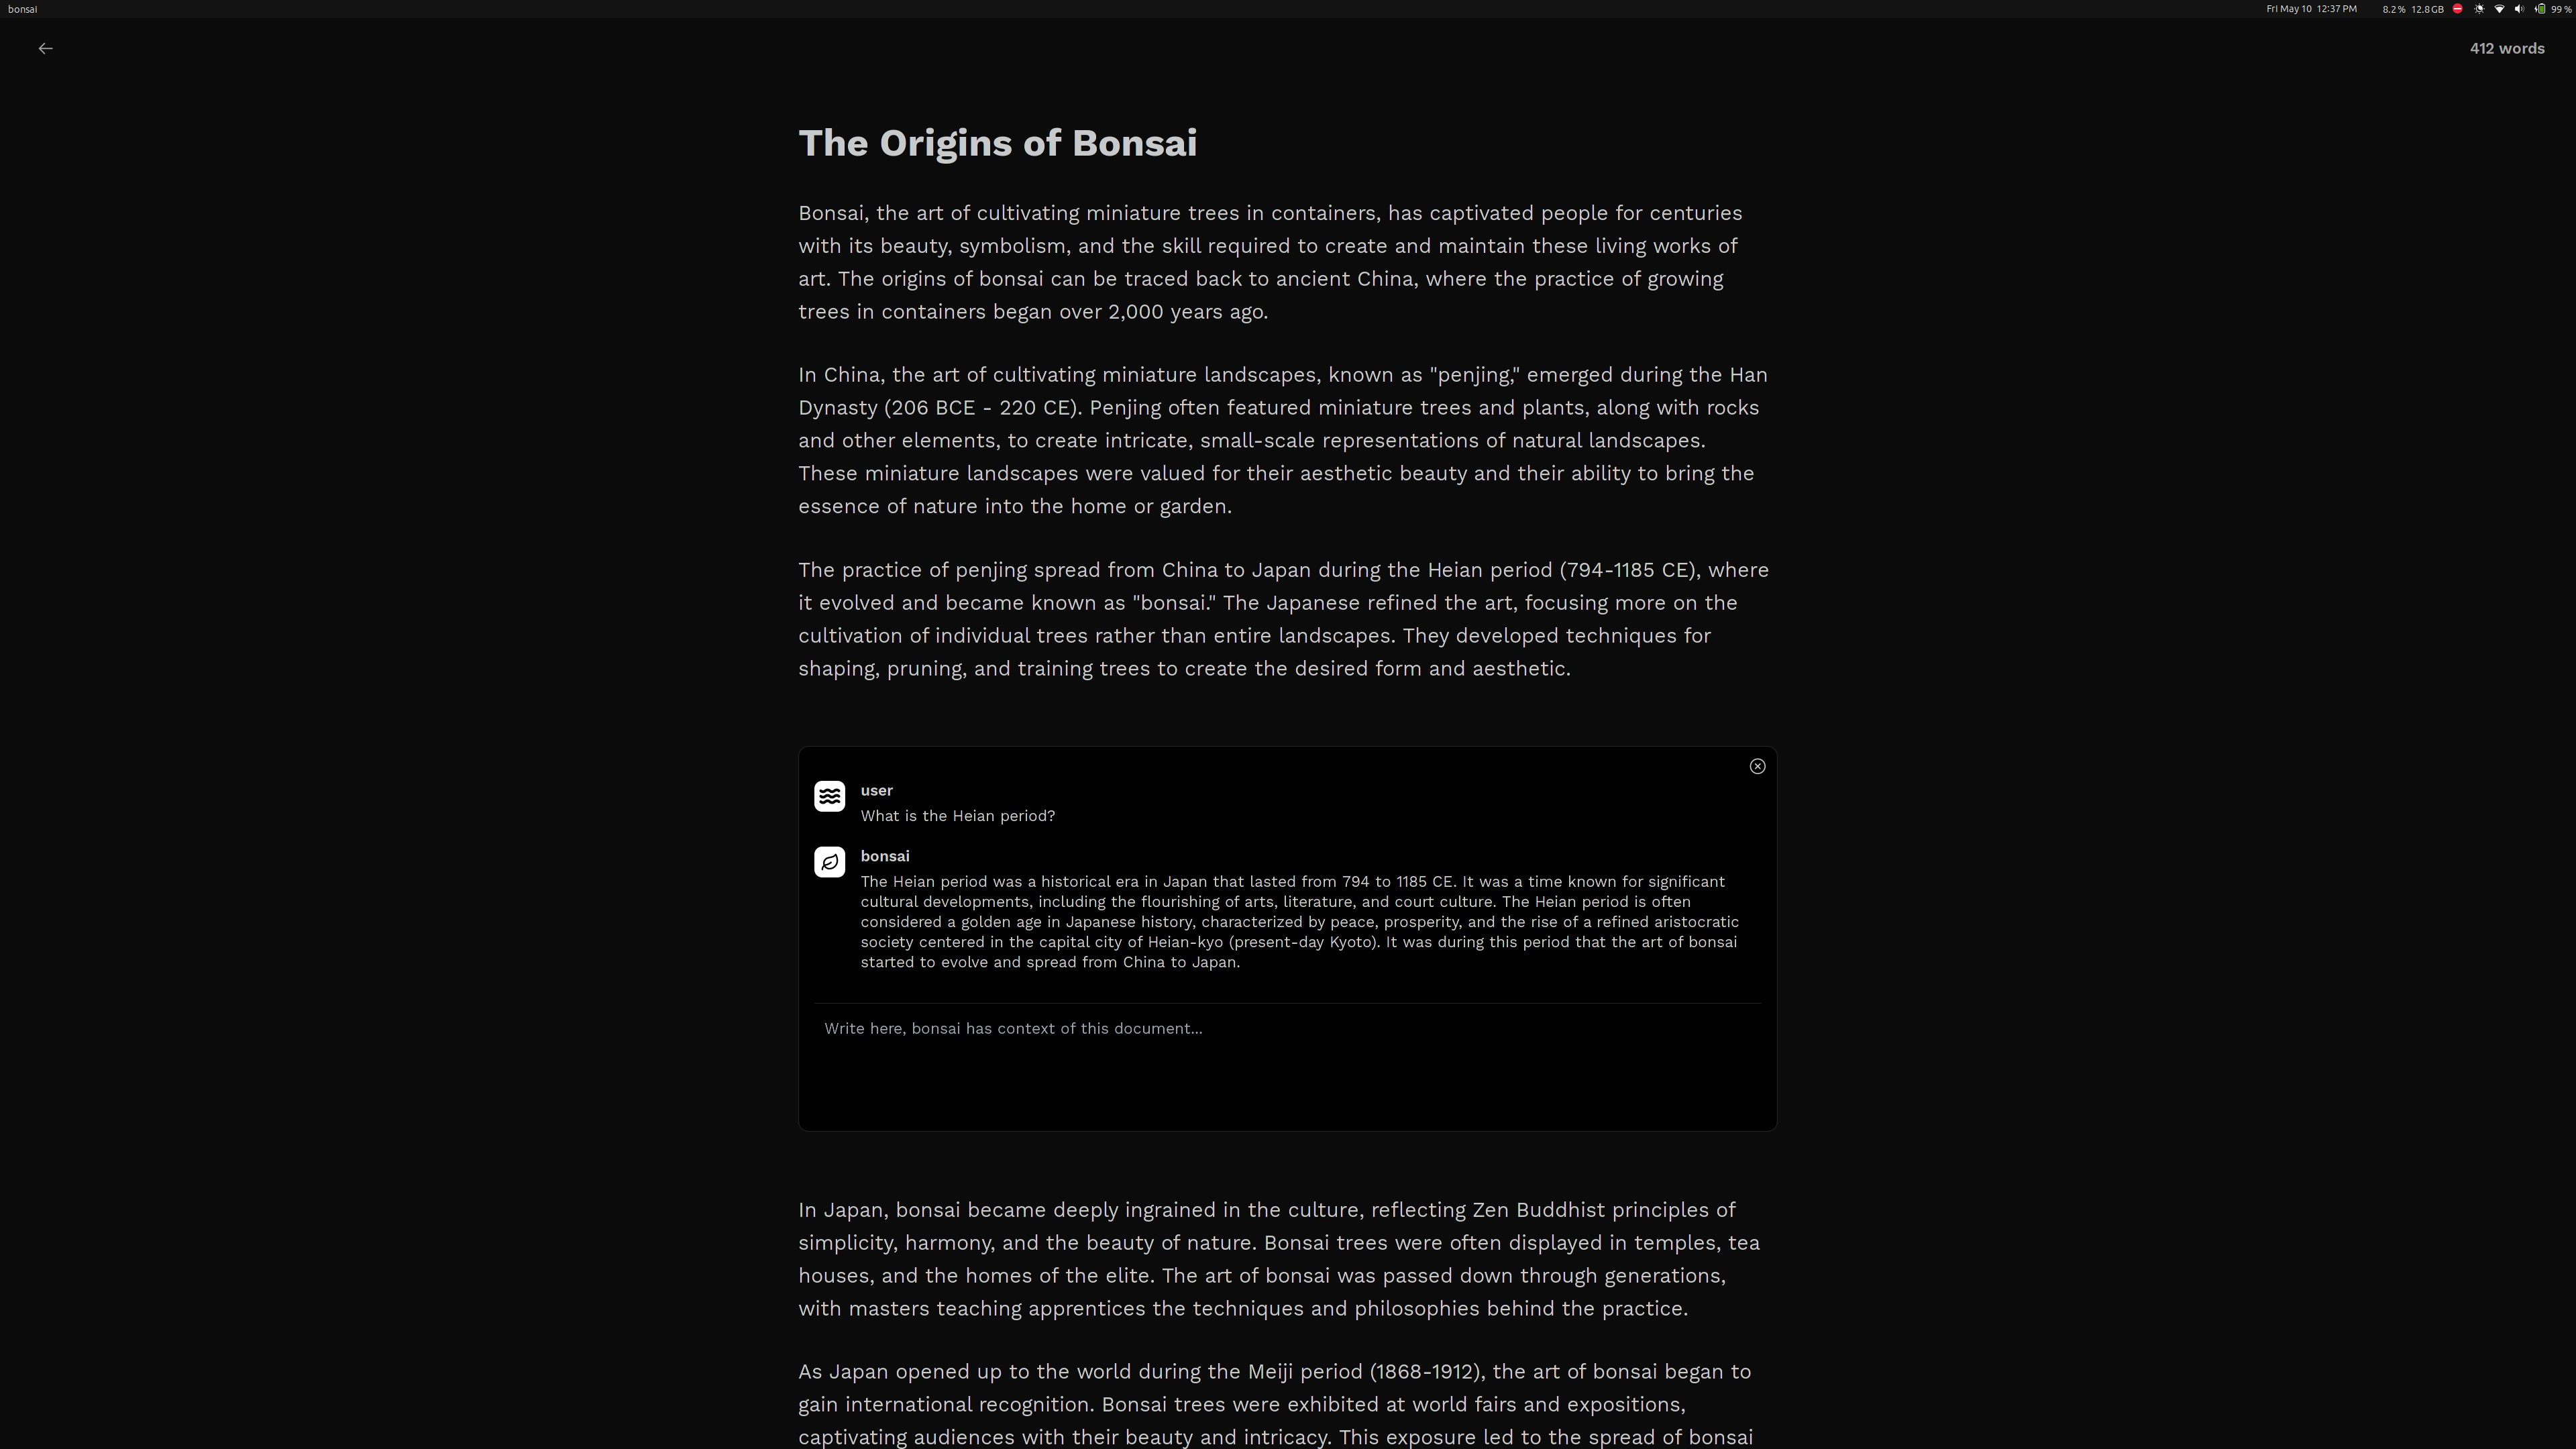 bonsai
Fri May 10 12:37 PM
8.2 % 12.8 GB
99 %
412 words
The Origins of Bonsai
Bonsai, the art of cultivating miniature trees in containers, has captivated people for centuries
with its beauty, symbolism, and the skill required to create and maintain these living works of
art. The origins of bonsai can be traced back to ancient China, where the practice of growing
trees in containers began over 2,000 years ago.
In China, the art of cultivating miniature landscapes, known as "penjing," emerged during the Han
Dynasty (206 BCE - 220 CE). Penjing often featured miniature trees and plants, along with rocks
and other elements, to create intricate, small-scale representations of natural landscapes.
These miniature landscapes were valued for their aesthetic beauty and their ability to bring the
essence of nature into the home or garden.
The practice of penjing spread from China to Japan during the Heian period (794-1185 CE), where
it evolved and became known as "bonsai." The Japanese refined the art, focusing more on the
cultivation of individual trees rather than entire landscapes. They developed techniques for
shaping, pruning, and training trees to create the desired form and aesthetic.
user
What is the Heian period?
bonsai
The Heian period was a historical era in Japan that lasted from 794 to 1185 CE. It was a time known for significant
cultural developments, including the flourishing of arts, literature, and court culture. The Heian period is often
considered a golden age in Japanese history, characterized by peace, prosperity, and the rise of a refined aristocratic
society centered in the capital city of Heian-kyo (present-day Kyoto). It was during this period that the art of bonsai
started to evolve and spread from China to Japan.
Write here, bonsai has context of this document...
In Japan, bonsai became deeply ingrained in the culture, reflecting Zen Buddhist principles of
simplicity, harmony, and the beauty of nature. Bonsai trees were often displayed in temples, tea
houses, and the homes of the elite. The art of bonsai was passed down through generations,
with masters teaching apprentices the techniques and philosophies behind the practice.
As Japan opened up to the world during the Meiji period (1868-1912), the art of bonsai began to
gain international recognition. Bonsai trees were exhibited at world fairs and expositions,
captivating audiences with their beauty and intricacy. This exposure led to the spread of bonsai